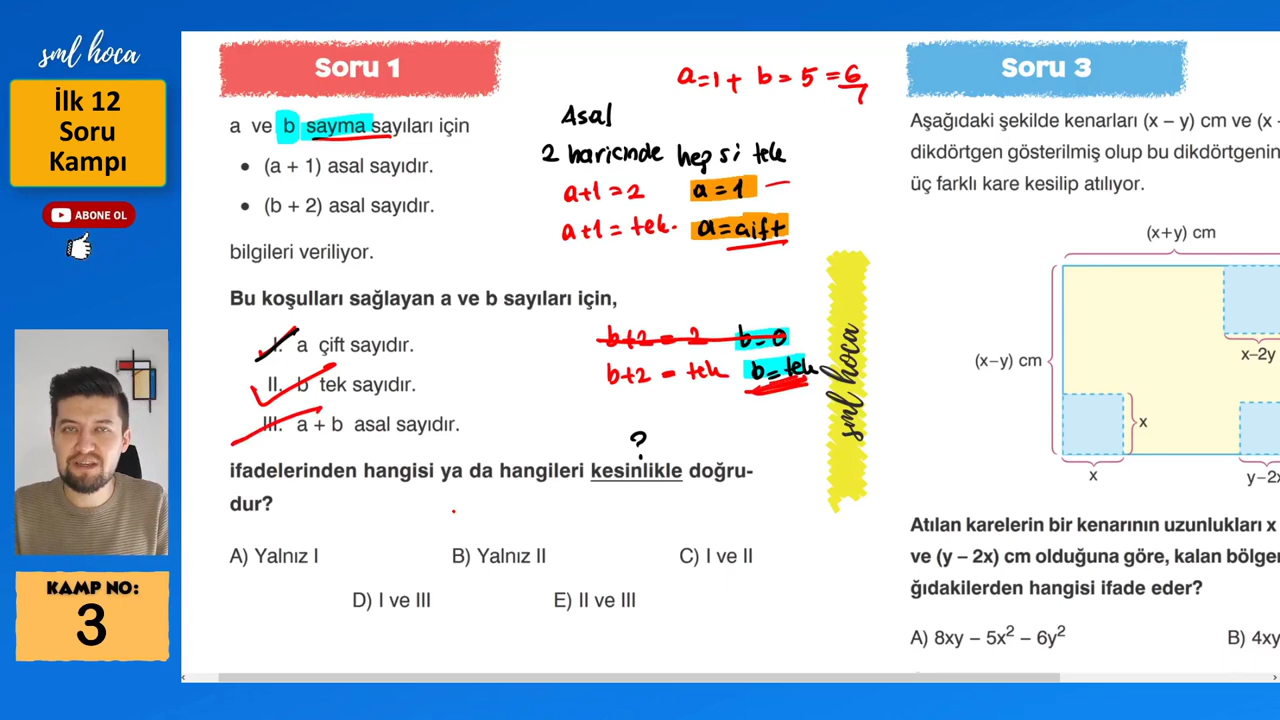 sml hoca
İlk 12
Soru
Kampı
ABONE OL
KAMP NO:
3
Soru 1
a ve b sayma sayıları için
• (a + 1) asal sayıdır.
• (b + 2) asal sayıdır.
bilgileri veriliyor.
Bu koşulları sağlayan a ve b sayıları için,
I. a çift sayıdır.
II. b tek sayıdır.
III. a + b asal sayıdır.
ifadelerinden hangisi ya da hangileri kesinlikle doğru-
dur?
A) Yalnız I B) Yalnız II C) I ve II
D) I ve III E) II ve III
a=1 + b = 5 = 6
Asal
2 haricinde hepsi tek
a+1 = 2 a = 1
a+1 = tek. a = çift
b+2 = 2 b=0
b+2 = tek b = tek
?
sml hoca
Soru 3
Aşağıdaki şekilde kenarları (x – y) cm ve (x
dikdörtgen gösterilmiş olup bu dikdörtgenin
üç farklı kare kesilip atılıyor.
(x+y) cm
(x–y) cm
x–2y
x
x
y–2x
Atılan karelerin bir kenarının uzunlukları x
ve (y – 2x) cm olduğuna göre, kalan bölgen
ğıdakilerden hangisi ifade eder?
A) 8xy – 5x² – 6y² B) 4xy